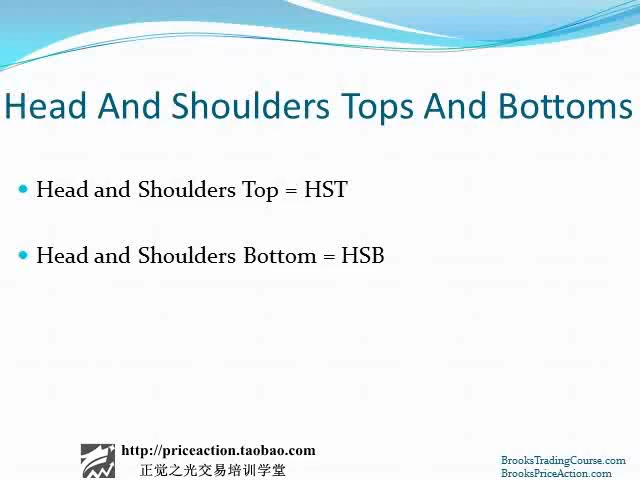 Head And Shoulders Tops And Bottoms
Head and Shoulders Top = HST
Head and Shoulders Bottom = HSB
http://priceaction.taobao.com
正觉之光交易培训学堂
BrooksTradingCourse.com
BrooksPriceAction.com